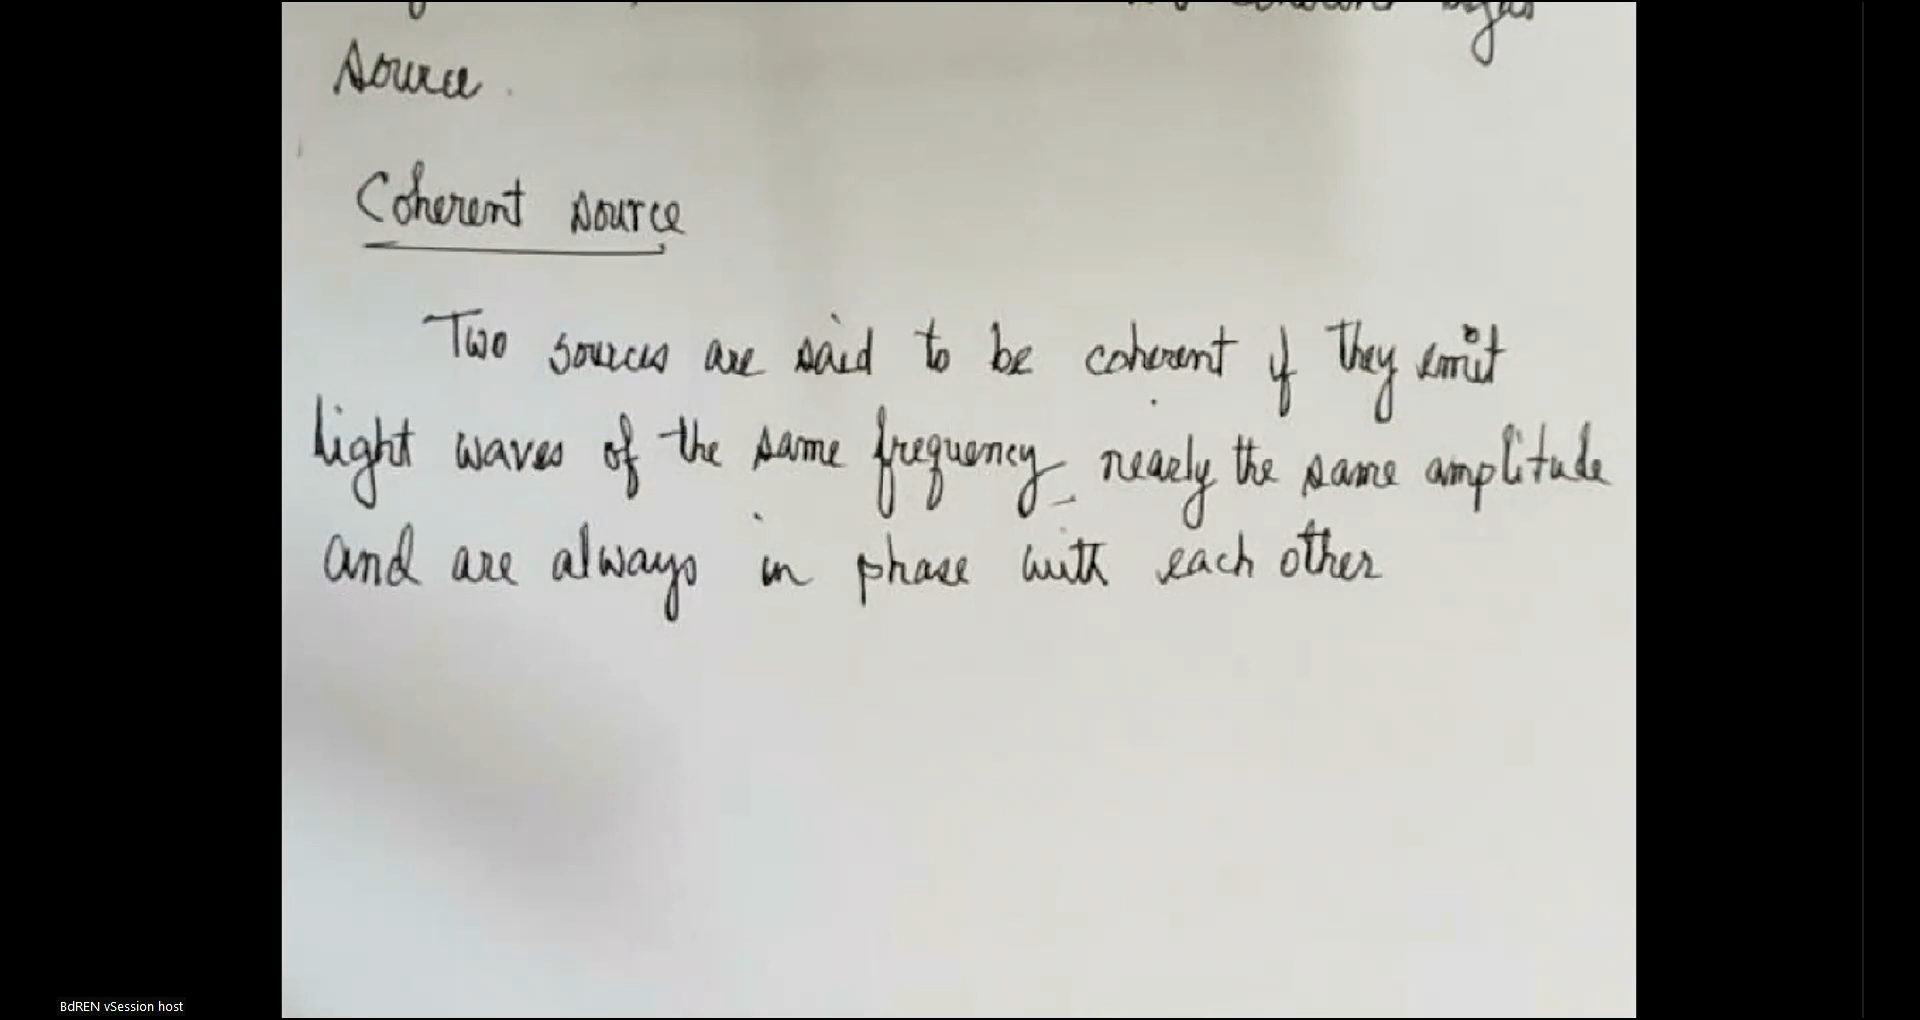 source.
Coherent source
Two sources are said to be coherent if they emit
light waves of the same frequency, nearly the same amplitude
and are always in phase with each other
BdREN vSession host